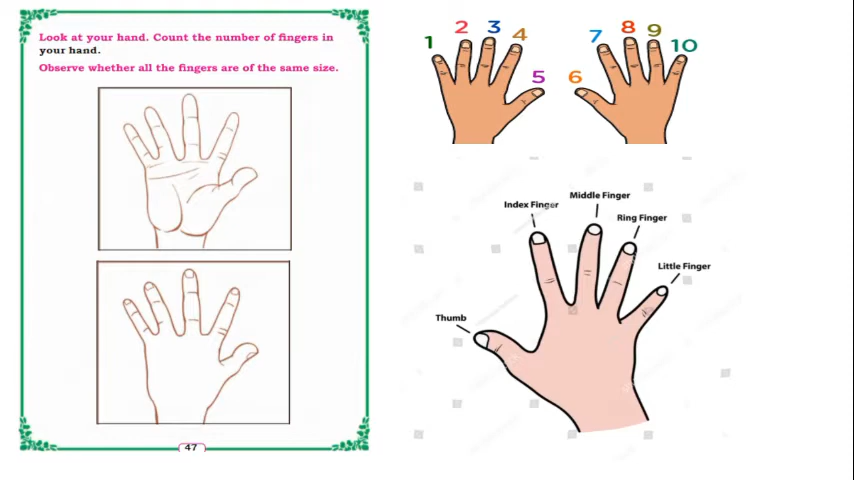 Look at your hand. Count the number of fingers in
your hand.
Observe whether all the fingers are of the same size.
47
1 2 3 4 5 6 7 8 9 10
Index Finger
Middle Finger
Ring Finger
Little Finger
Thumb